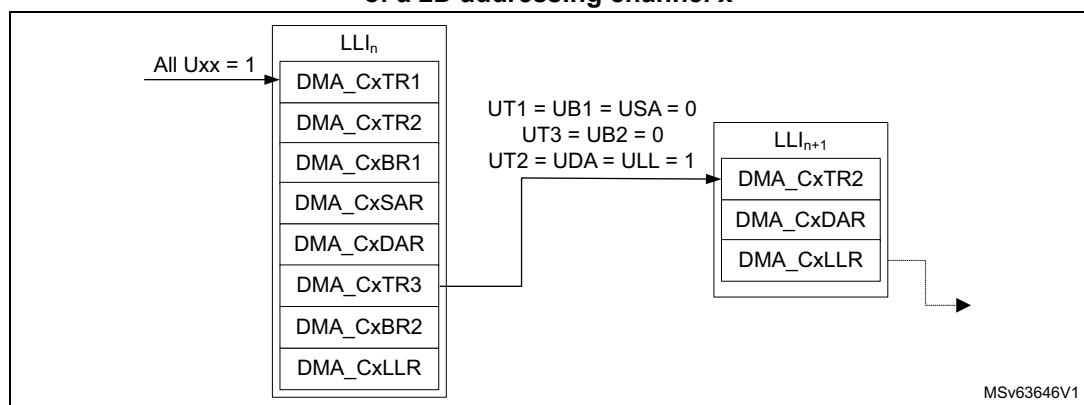 of a 2D addressing channel x
LLIn
All Uxx = 1
DMA_CxTR1
DMA_CxTR2
DMA_CxBR1
DMA_CxSAR
DMA_CxDAR
DMA_CxTR3
DMA_CxBR2
DMA_CxLLR
UT1 = UB1 = USA = 0
UT3 = UB2 = 0
UT2 = UDA = ULL = 1
LLIn+1
DMA_CxTR2
DMA_CxDAR
DMA_CxLLR
MSv63646V1